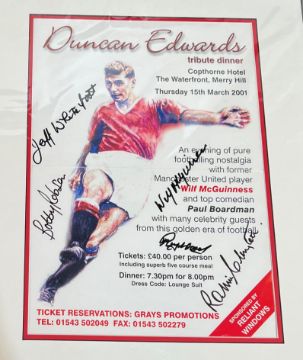 Duncan Edwards
tribute dinner
Copthorne Hotel
The Waterfront, Merry Hill
Thursday 15th March 2001
Jeff Whitefoot
An evening of pure
footballing nostalgia
with former
Manchester United player
Wilf McGuinness
and top comedian
Paul Boardman
with many celebrity guests
from this golden era of football
Tickets: £40.00 per person
including superb five course meal
Dinner: 7.30pm for 8.00pm
Dress Code: Lounge Suit
TICKET RESERVATIONS: GRAYS PROMOTIONS
TEL: 01543 502049 FAX: 01543 502279
SPONSORED BY
RELIANT
WINDOWS